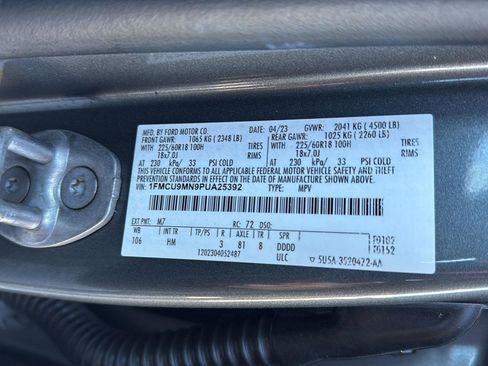 MFD. BY FORD MOTOR CO. 04/23 GVWR: 2041 KG ( 4500 LB)
FRONT GAWR: 1065 KG ( 2348 LB) REAR GAWR: 1025 KG ( 2260 LB)
WITH 225/60R18 100H TIRES WITH 225/60R18 100H TIRES
18x7.0J RIMS 18x7.0J RIMS
AT 230 kPa/ 33 PSI COLD AT 230 kPa/ 33 PSI COLD
THIS VEHICLE CONFORMS TO ALL APPLICABLE FEDERAL MOTOR VEHICLE SAFETY AND THEFT
PREVENTION STANDARDS IN EFFECT ON THE DATE OF MANUFACTURE SHOWN ABOVE.
VIN: 1FMCU9MN9PUA25392 TYPE: MPV
EXT PNT: M7 RC: 72 DSO:
WB INT TR TP/PS R AXLE TR SPR
106 HM 3 81 8 DDDD
1202304052487 ULC
T0102
T0152
5U5A-3520472-AA